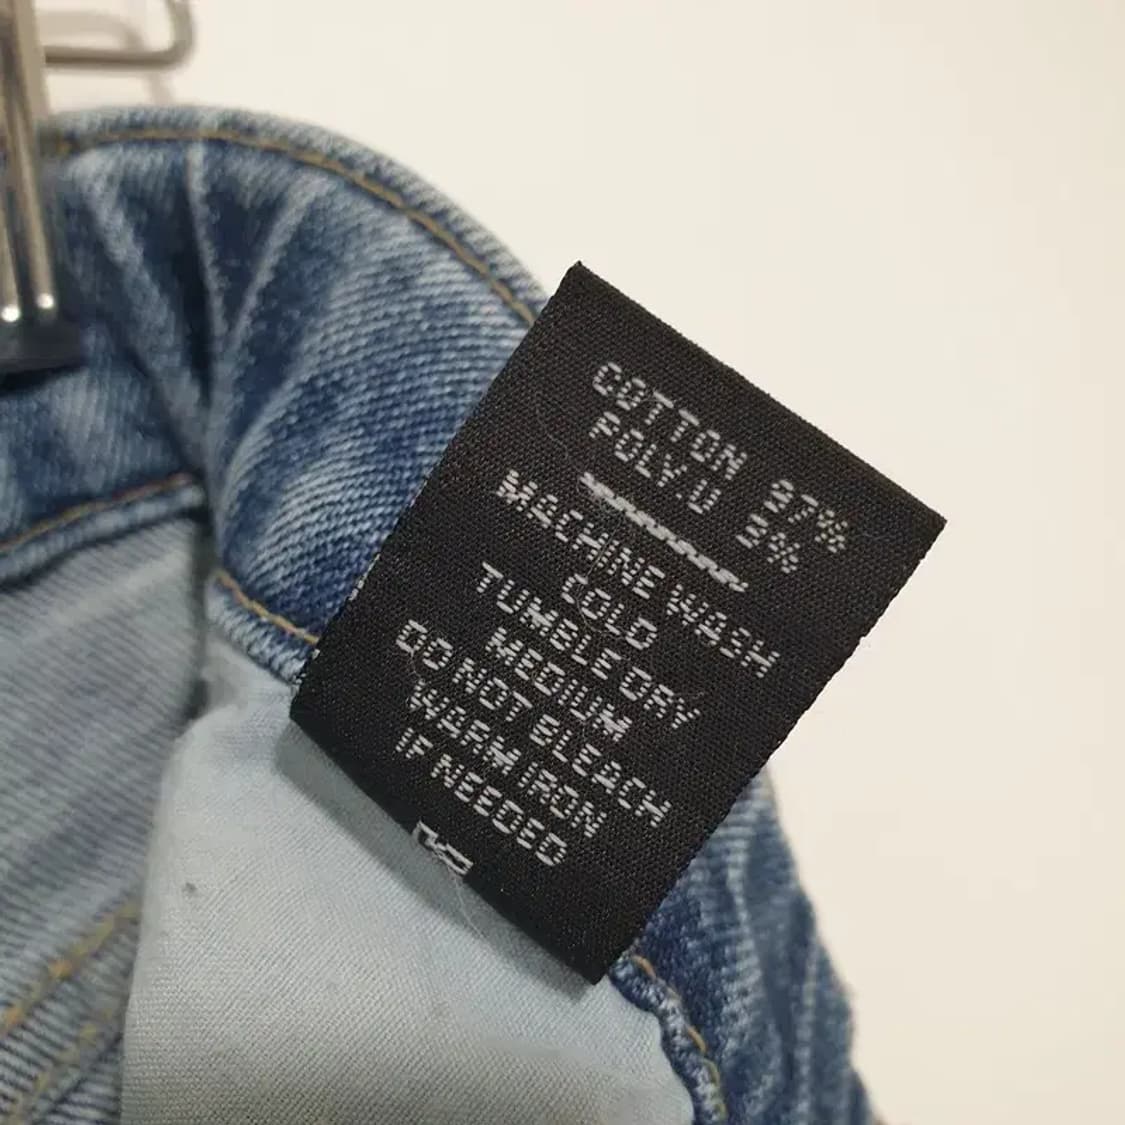 COTTON 97%
POLY.U 3%
MACHINE WASH
COLD
TUMBLE DRY
MEDIUM
DO NOT BLEACH
WARM IRON
IF NEEDED